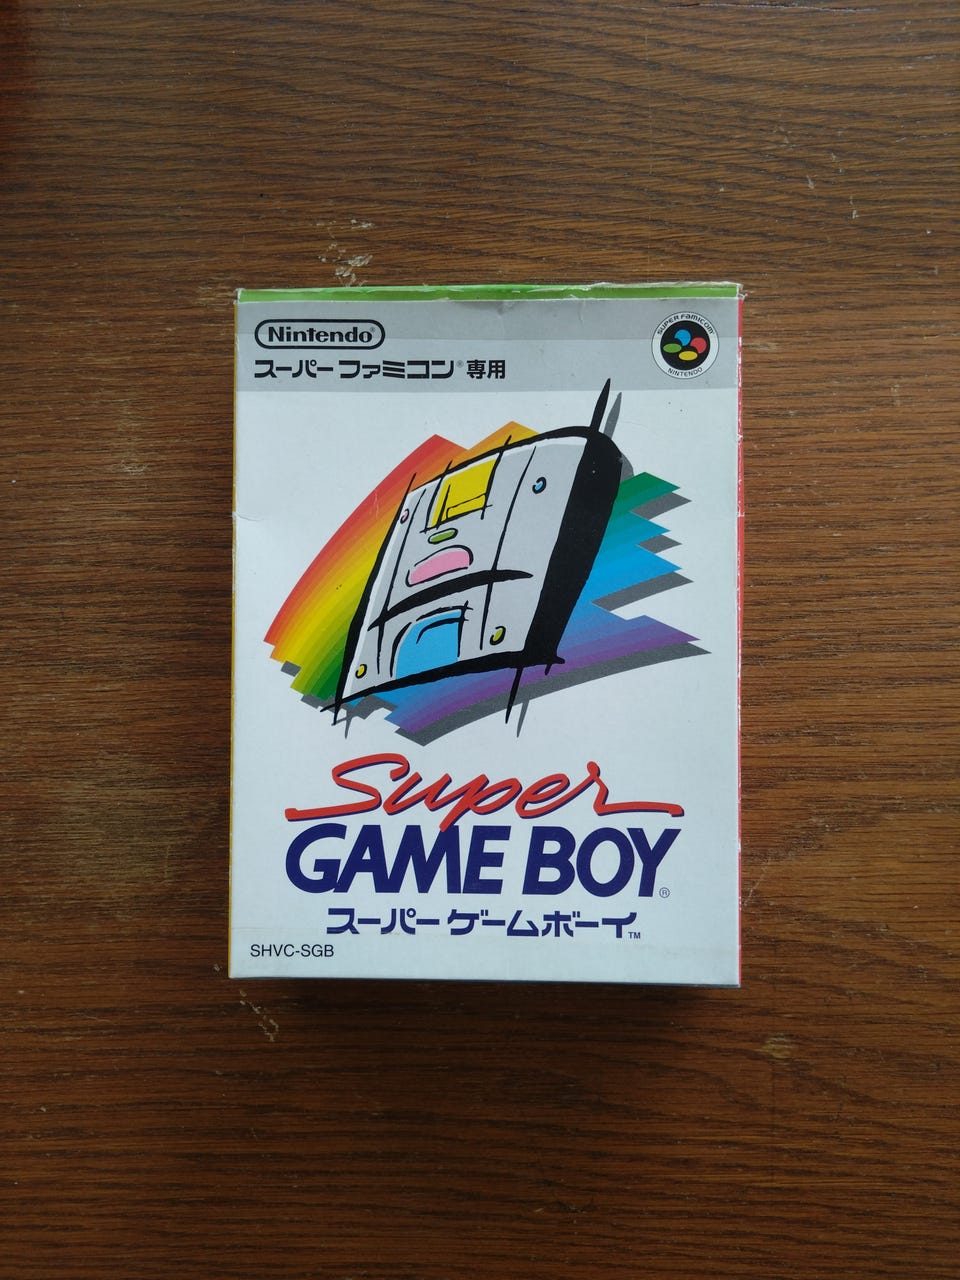 Nintendo®
スーパーファミコン®専用
SUPER FAMICOM
NINTENDO
Super
GAME BOY®
スーパーゲームボーイ™
SHVC-SGB